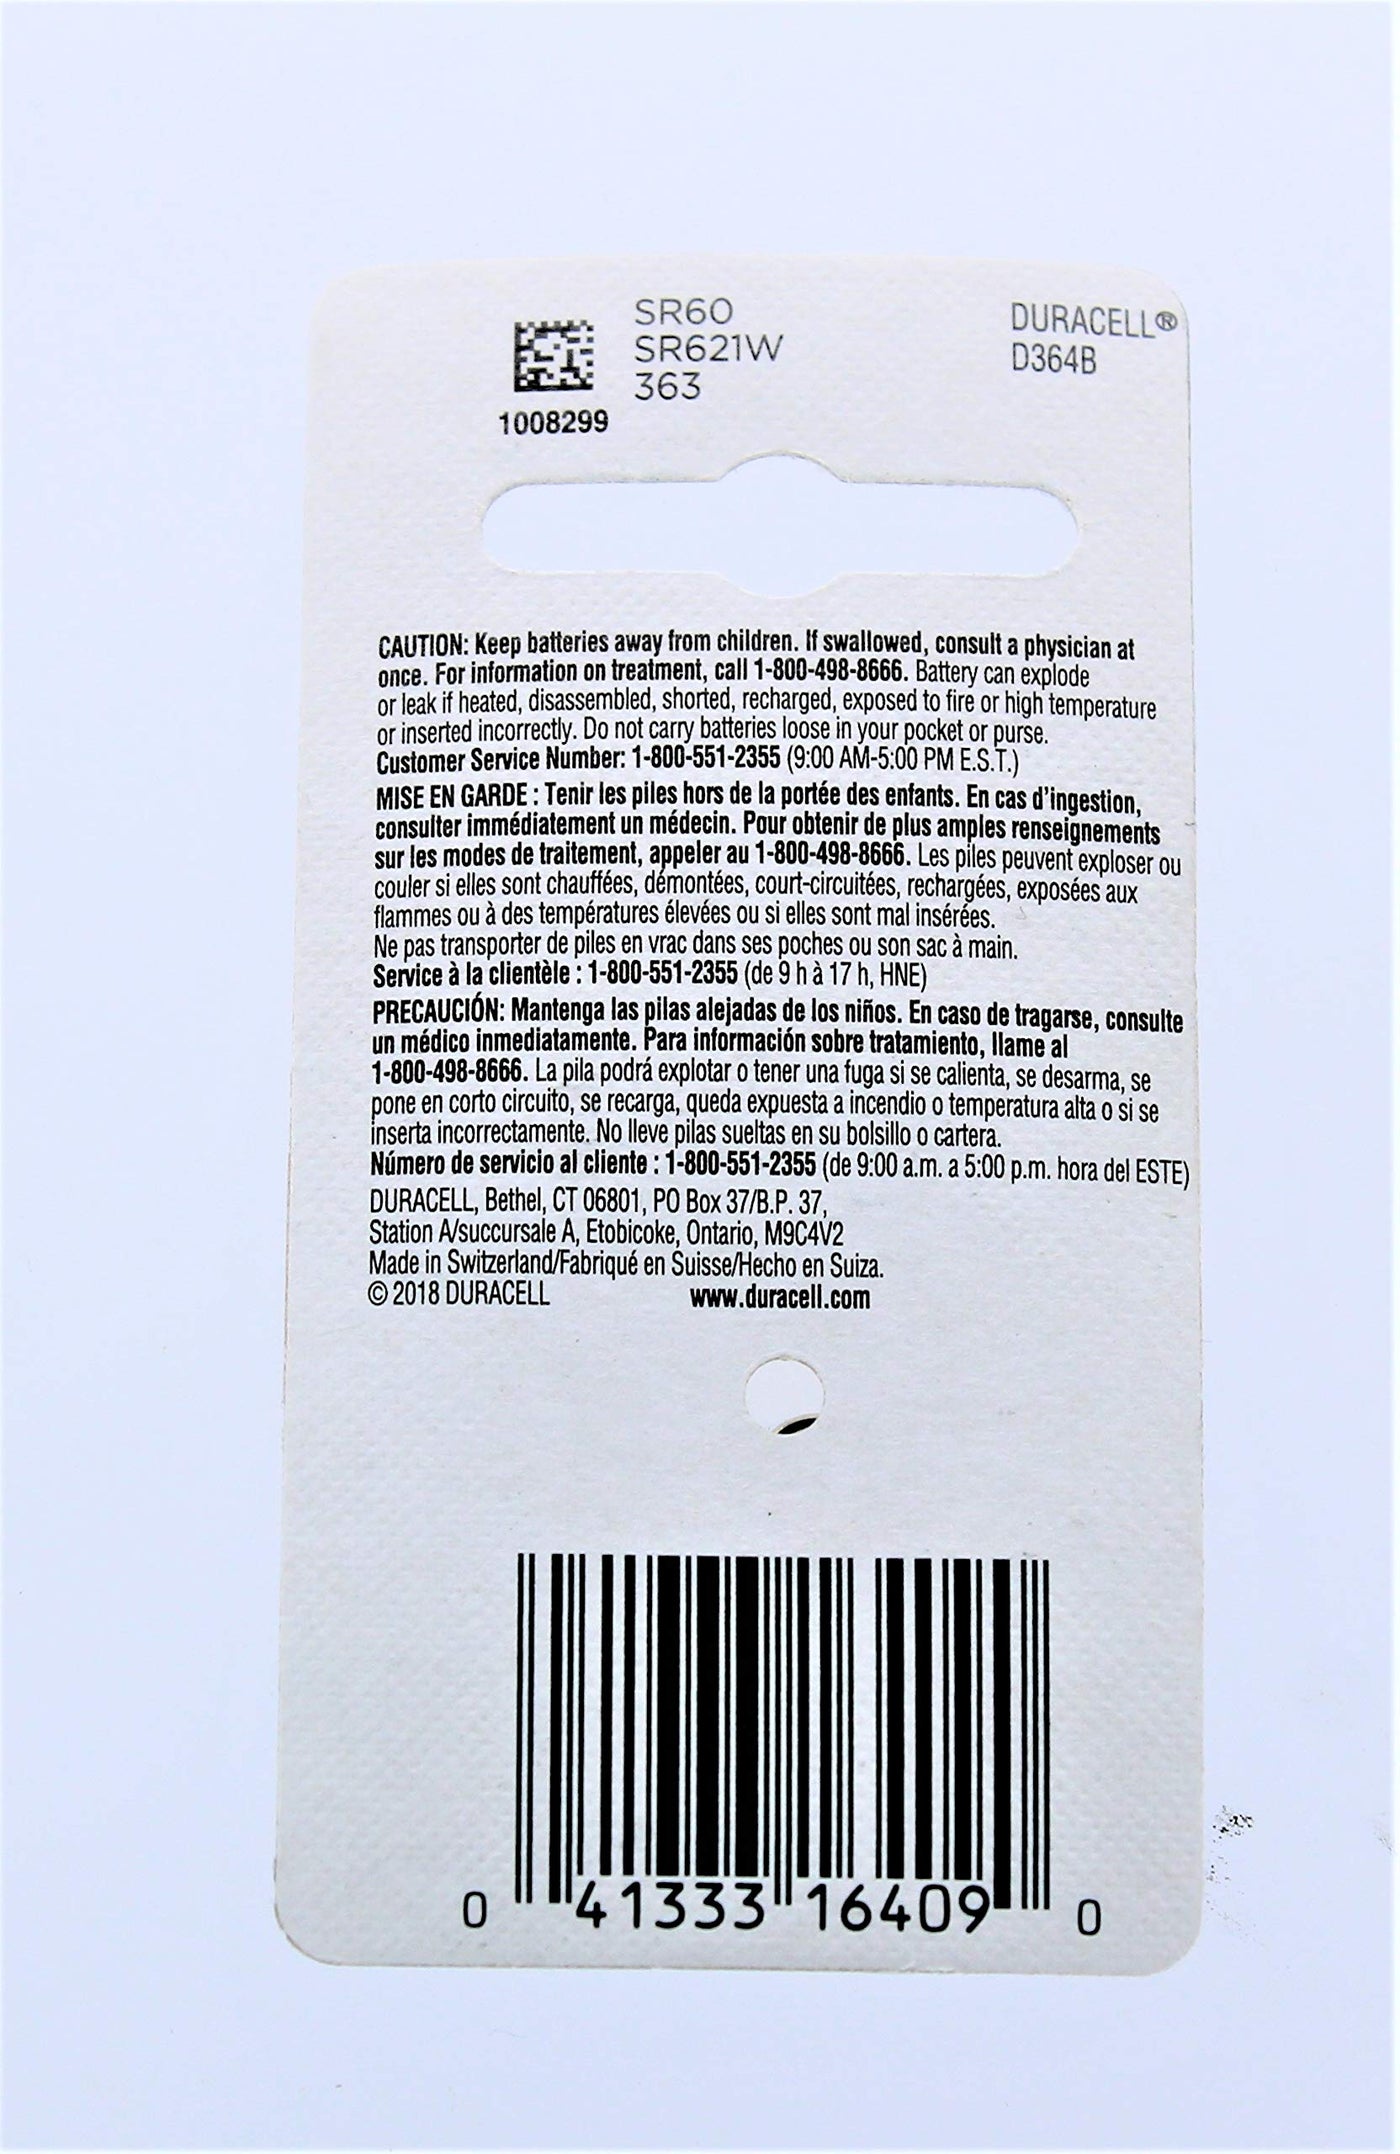 SR60
SR621W
363
1008299
DURACELL®
D364B
CAUTION: Keep batteries away from children. If swallowed, consult a physician at
once. For information on treatment, call 1-800-498-8666. Battery can explode
or leak if heated, disassembled, shorted, recharged, exposed to fire or high temperature
or inserted incorrectly. Do not carry batteries loose in your pocket or purse.
Customer Service Number: 1-800-551-2355 (9:00 AM-5:00 PM E.S.T.)
MISE EN GARDE : Tenir les piles hors de la portée des enfants. En cas d'ingestion,
consulter immédiatement un médecin. Pour obtenir de plus amples renseignements
sur les modes de traitement, appeler au 1-800-498-8666. Les piles peuvent exploser ou
couler si elles sont chauffées, démontées, court-circuitées, rechargées, exposées aux
flammes ou à des températures élevées ou si elles sont mal insérées.
Ne pas transporter de piles en vrac dans ses poches ou son sac à main.
Service à la clientèle : 1-800-551-2355 (de 9 h à 17 h, HNE)
PRECAUCIÓN: Mantenga las pilas alejadas de los niños. En caso de tragarse, consulte
un médico inmediatamente. Para información sobre tratamiento, llame al
1-800-498-8666. La pila podrá explotar o tener una fuga si se calienta, se desarma, se
pone en corto circuito, se recarga, queda expuesta a incendio o temperatura alta o si se
inserta incorrectamente. No lleve pilas sueltas en su bolsillo o cartera.
Número de servicio al cliente : 1-800-551-2355 (de 9:00 a.m. a 5:00 p.m. hora del ESTE)
DURACELL, Bethel, CT 06801, PO Box 37/B.P. 37,
Station A/succursale A, Etobicoke, Ontario, M9C4V2
Made in Switzerland/Fabriqué en Suisse/Hecho en Suiza.
© 2018 DURACELL www.duracell.com
0 41333 16409 0